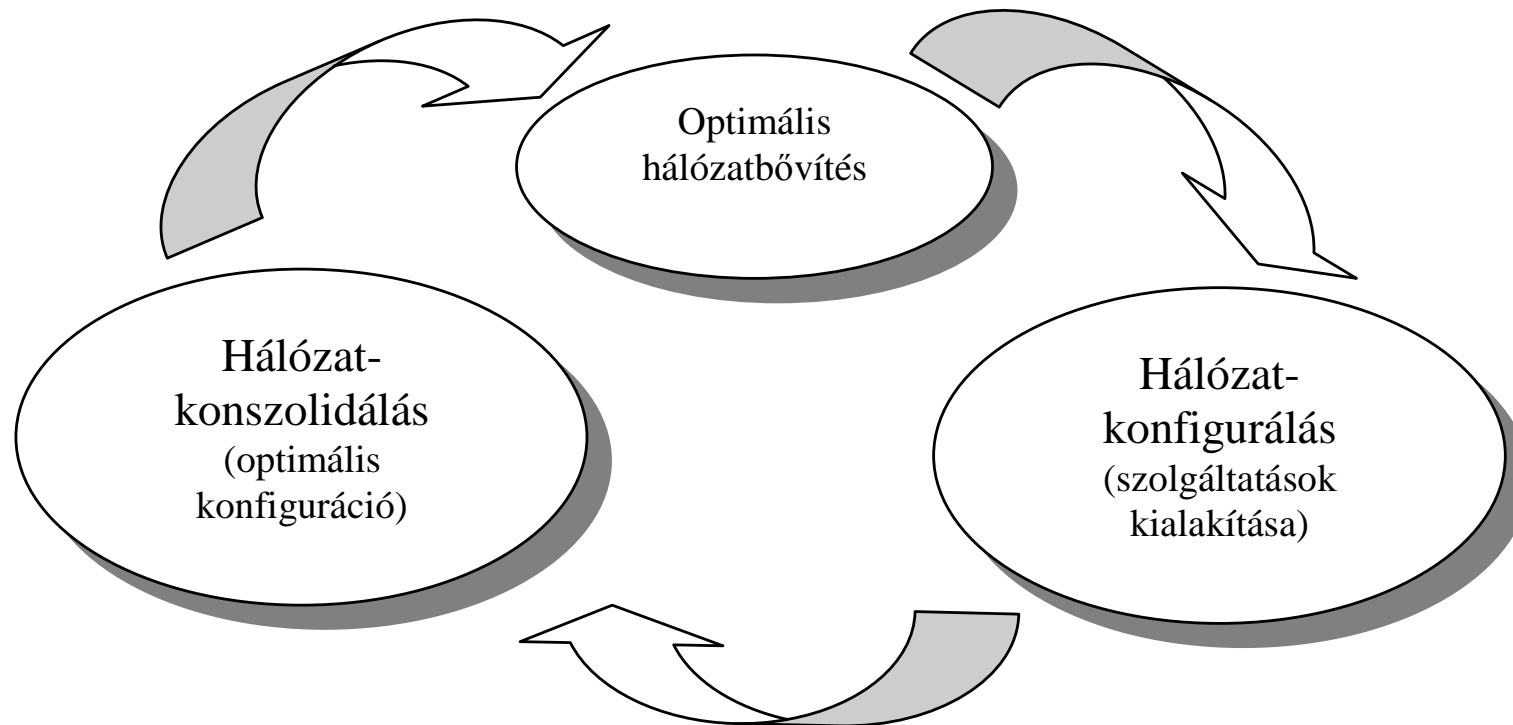 Optimális
hálózatbővítés
Hálózat-
konszolidálás
(optimális
konfiguráció)
Hálózat-
konfigurálás
(szolgáltatások
kialakítása)